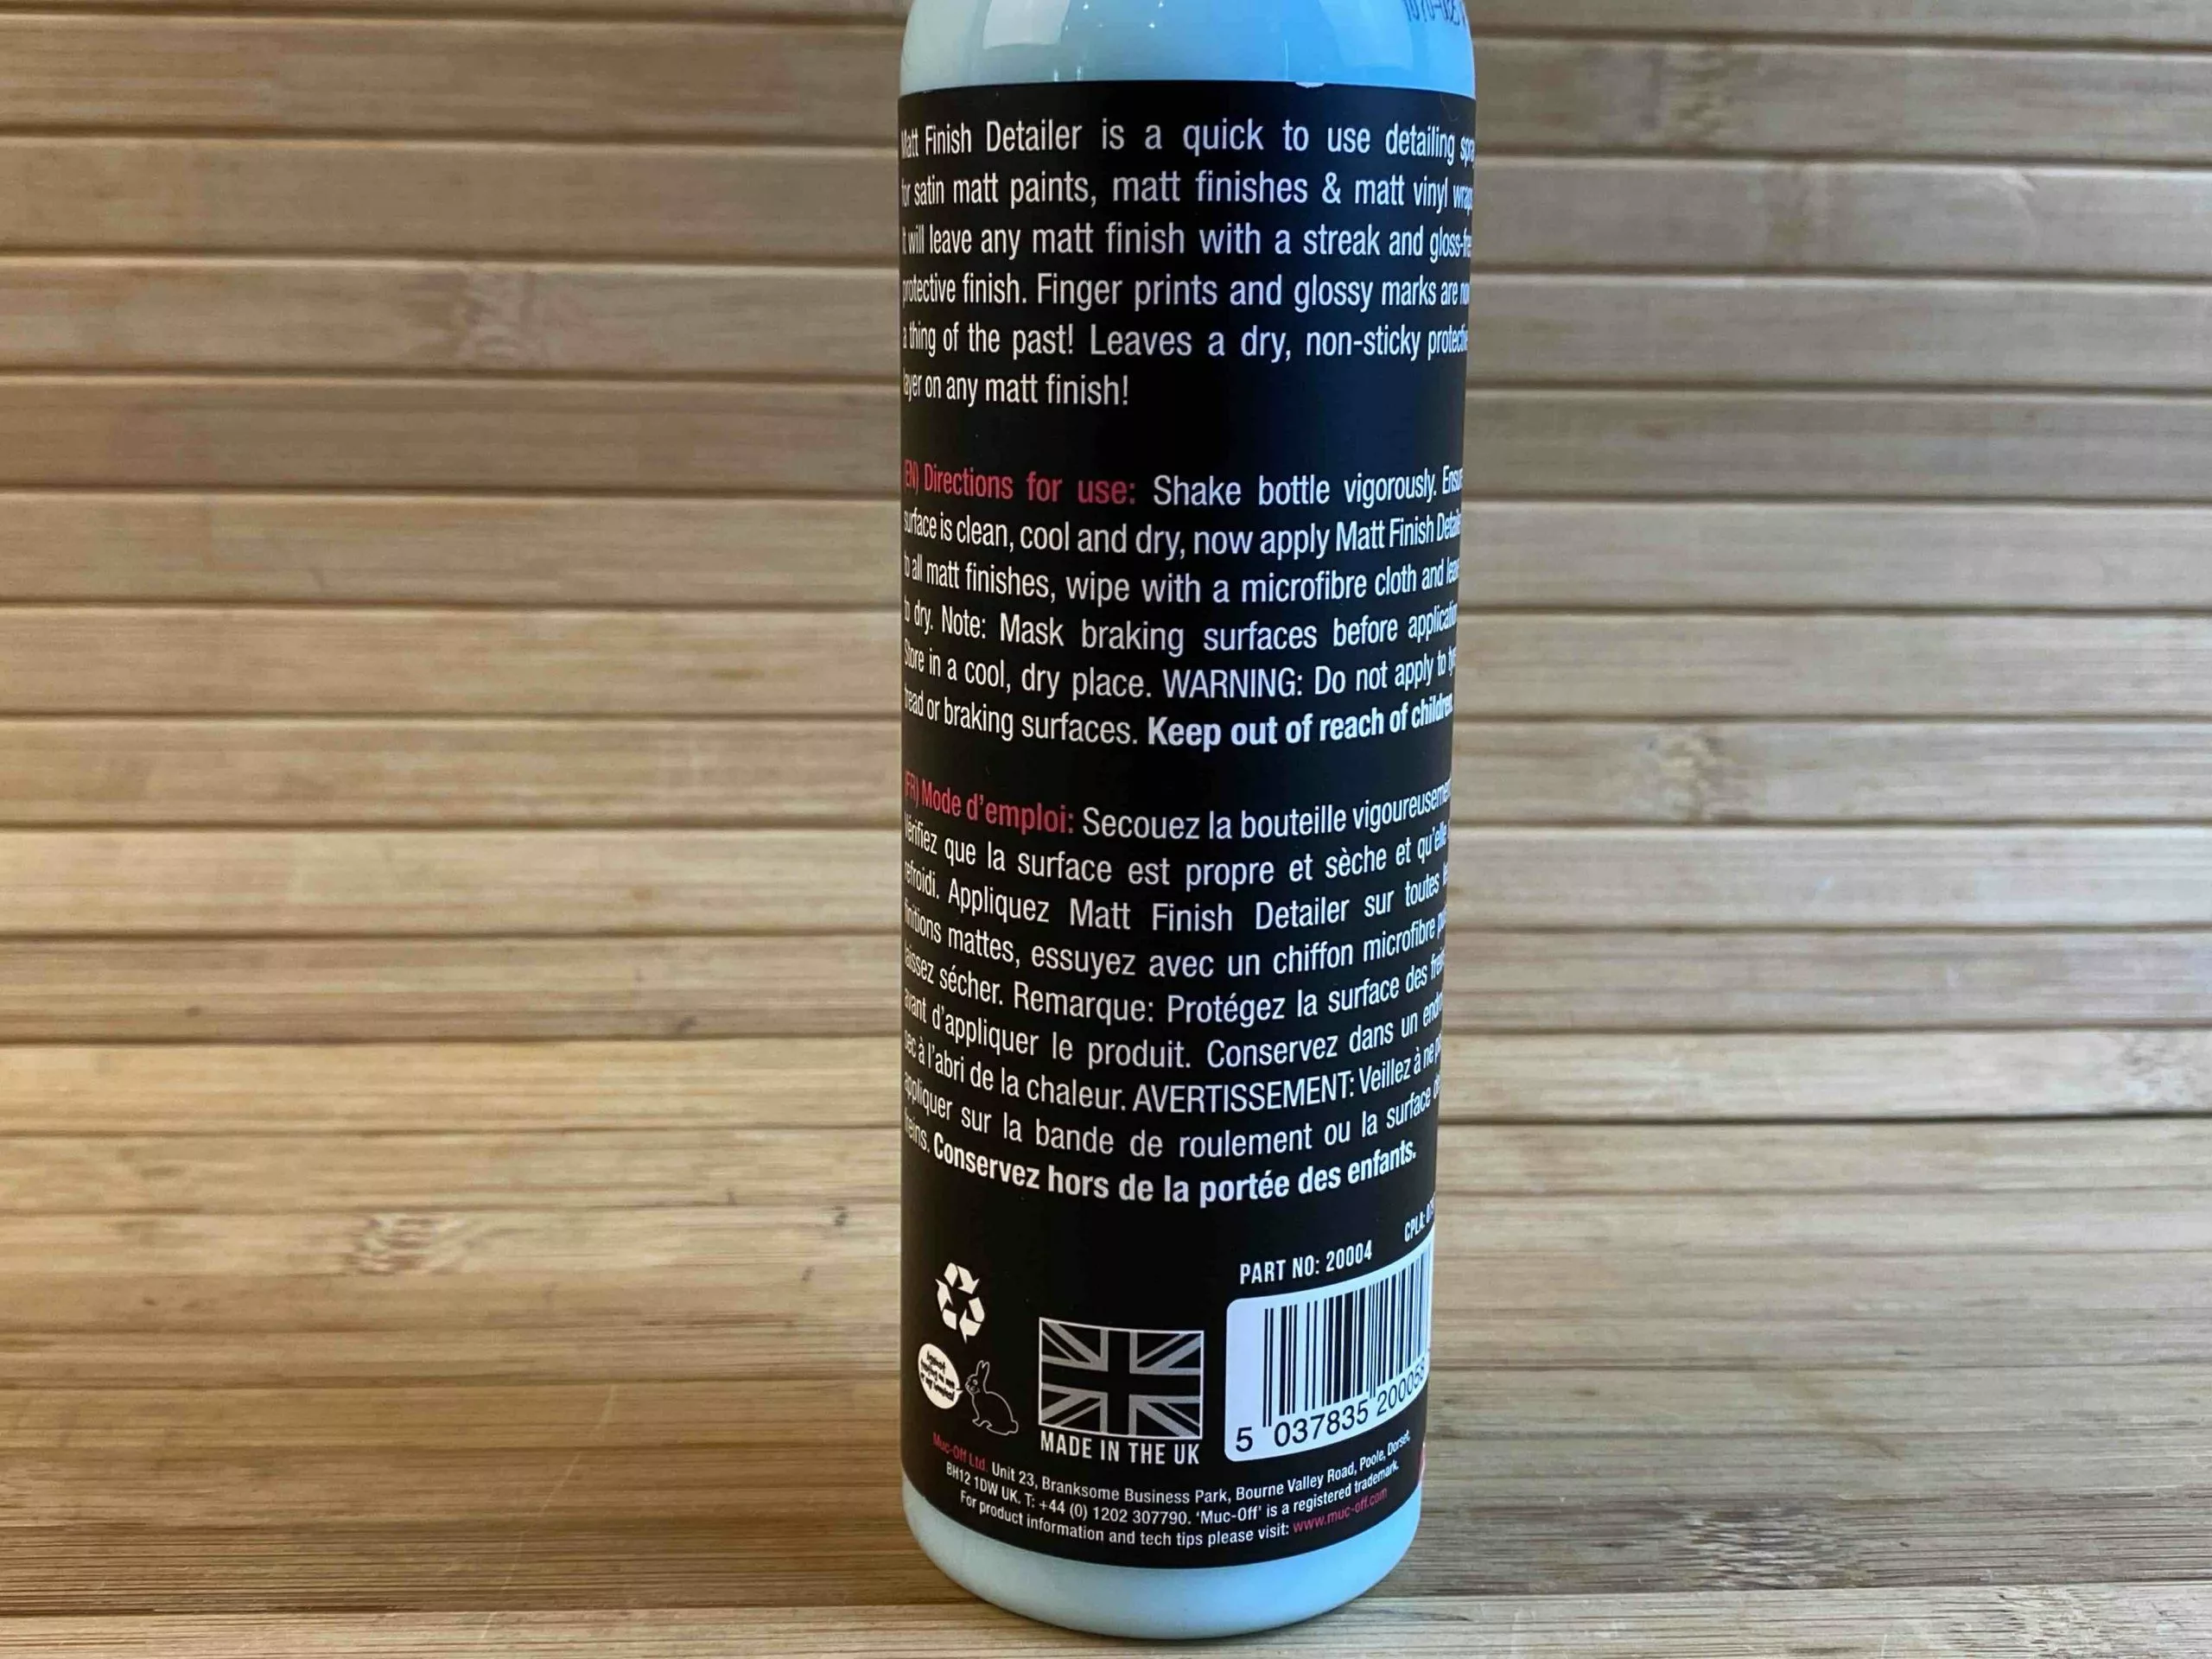 Matt Finish Detailer is a quick to use detailing
for satin matt paints, matt finishes & matt vinyl
It will leave any matt finish with a streak and
protective finish. Finger prints and glossy marks are
a thing of the past! Leaves a dry, non-sticky
layer on any matt finish!
(EN) Directions for use: Shake bottle vigorously.
surface is clean, cool and dry, now apply Matt Finish
to all matt finishes, wipe with a microfibre cloth and
to dry. Note: Mask braking surfaces before
Store in a cool, dry place. WARNING: Do not apply to
tread or braking surfaces. Keep out of reach of children.
(FR) Mode d'emploi: Secouez la bouteille
Vérifiez que la surface est propre et sèche et qu'elle
refroidi. Appliquez Matt Finish Detailer sur toutes
finitions mattes, essuyez avec un chiffon microfibre
laissez sécher. Remarque: Protégez la surface des
avant d'appliquer le produit. Conservez dans un
sec à l'abri de la chaleur. AVERTISSEMENT: Veillez à ne
appliquer sur la bande de roulement ou la surface
freins. Conservez hors de la portée des enfants.
CPLA:
PART NO: 20004
5 037835 200058
MADE IN THE UK
Muc-Off Ltd. Unit 23, Branksome Business Park, Bourne Valley Road, Poole, Dorset,
BH12 1DW UK. T: +44 (0) 1202 307790. 'Muc-Off' is a registered trademark.
For product information and tech tips please visit: www.muc-off.com